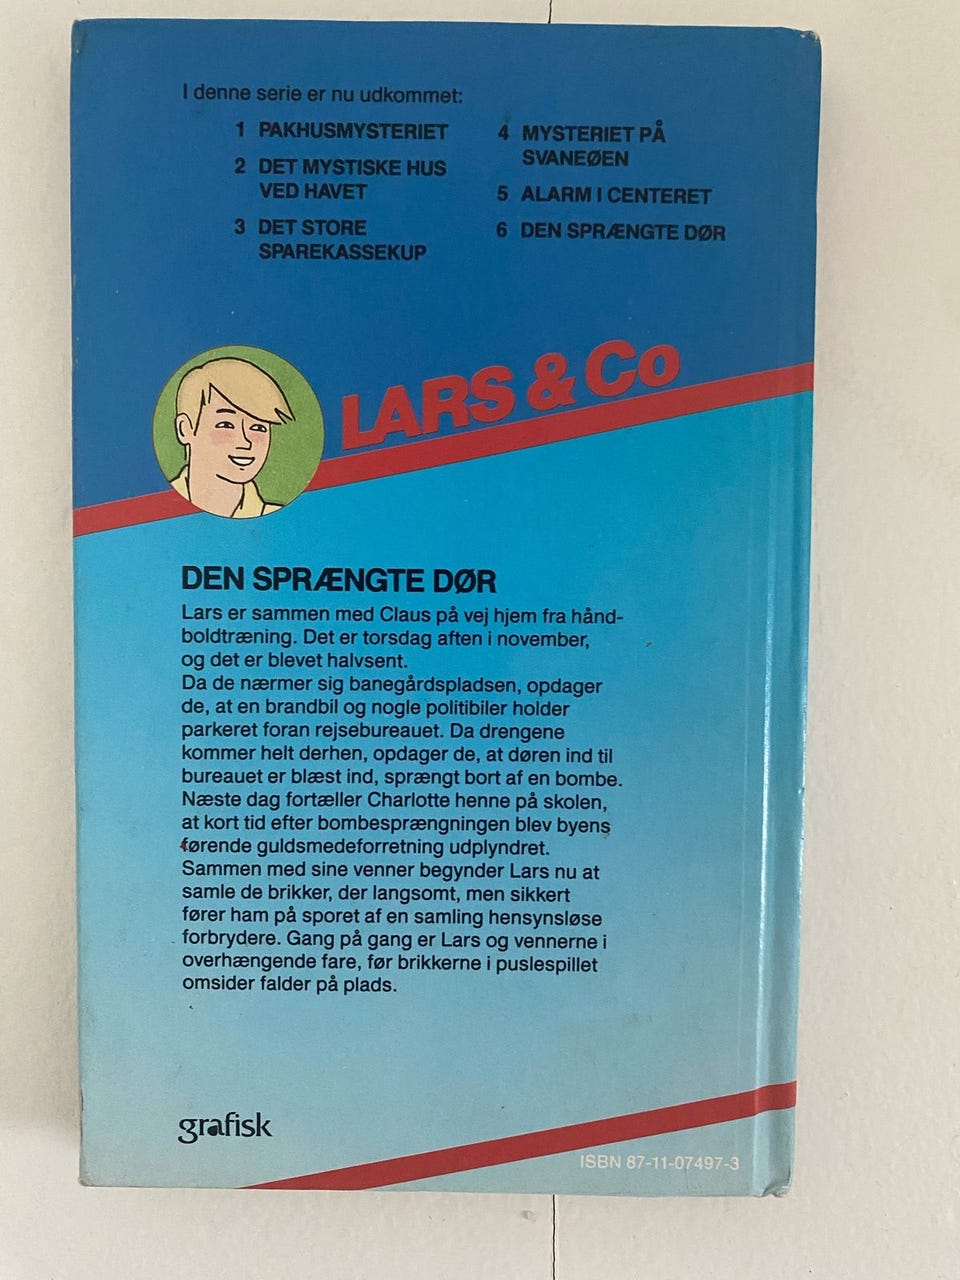 I denne serie er nu udkommet:
1 PAKHUSMYSTERIET
2 DET MYSTISKE HUS
VED HAVET
3 DET STORE
SPAREKASSEKUP
4 MYSTERIET PÅ
SVANEØEN
5 ALARM I CENTERET
6 DEN SPRÆNGTE DØR
LARS & Co
DEN SPRÆNGTE DØR
Lars er sammen med Claus på vej hjem fra hånd-
boldtræning. Det er torsdag aften i november,
og det er blevet halvsent.
Da de nærmer sig banegårdspladsen, opdager
de, at en brandbil og nogle politibiler holder
parkeret foran rejsebureauet. Da drengene
kommer helt derhen, opdager de, at døren ind til
bureauet er blæst ind, sprængt bort af en bombe.
Næste dag fortæller Charlotte henne på skolen,
at kort tid efter bombesprængningen blev byens
førende guldsmedeforretning udplyndret.
Sammen med sine venner begynder Lars nu at
samle de brikker, der langsomt, men sikkert
fører ham på sporet af en samling hensynsløse
forbrydere. Gang på gang er Lars og vennerne i
overhængende fare, før brikkerne i puslespillet
omsider falder på plads.
grafisk
ISBN 87-11-07497-3